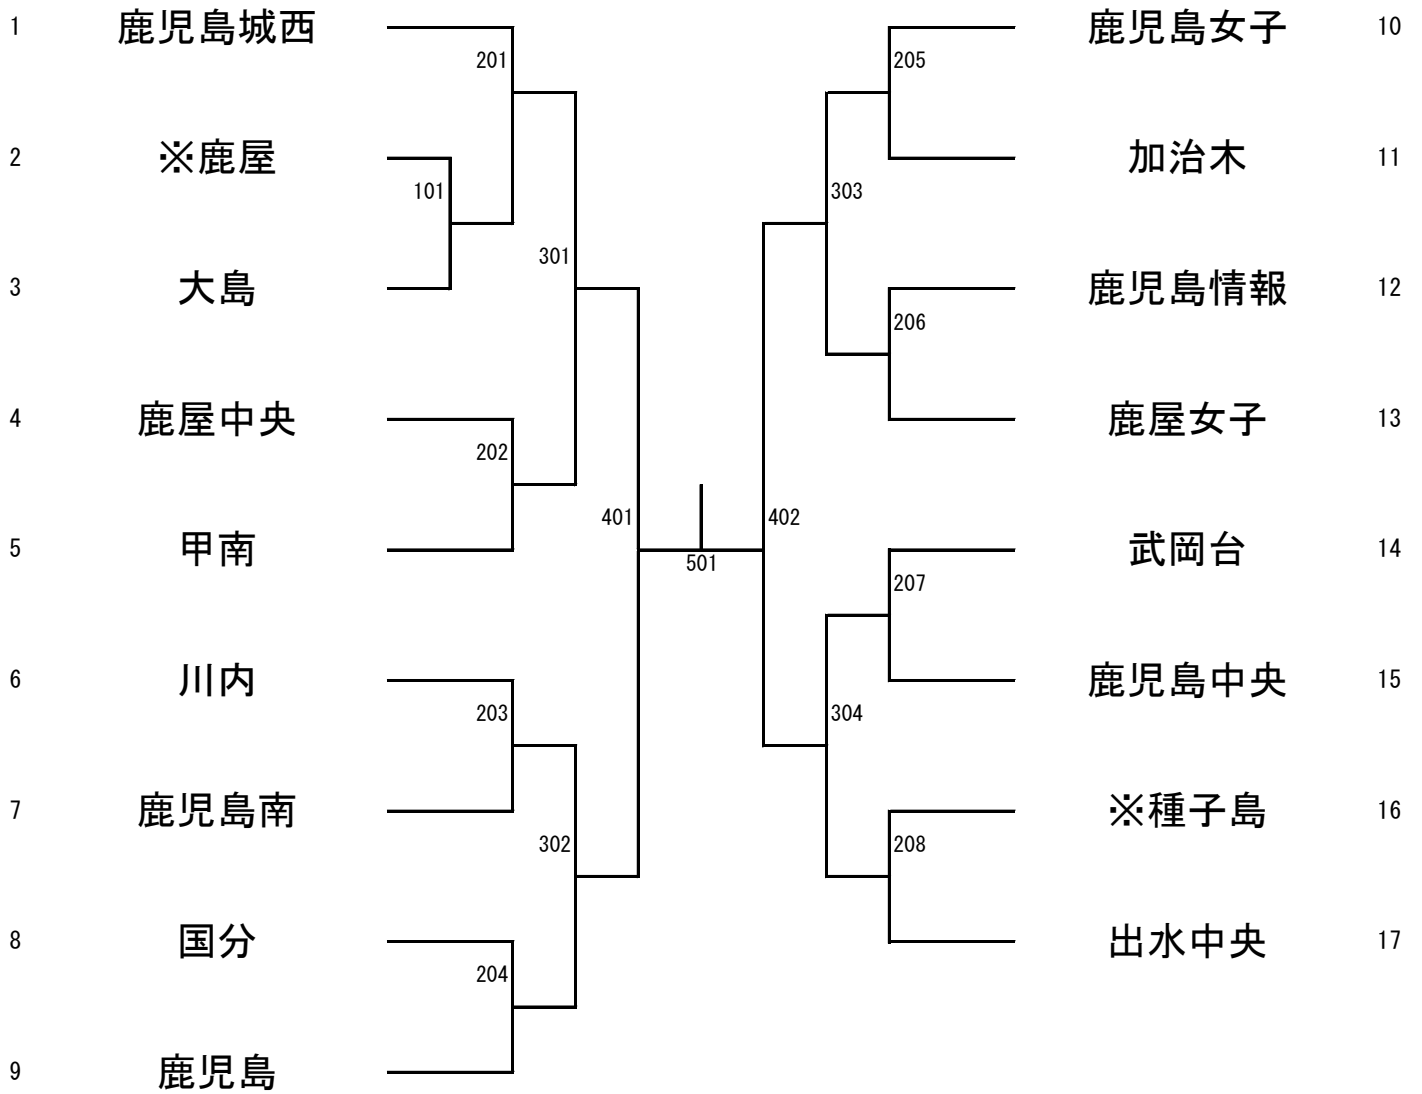 1 鹿児島城西
201
2 ※鹿屋
101
3 大島
301
4 鹿屋中央
202
5 甲南
401
6 川内
203
7 鹿児島南
302
8 国分
204
9 鹿児島
501
鹿児島女子 10
205
加治木 11
303
鹿児島情報 12
206
鹿屋女子 13
402
武岡台 14
207
鹿児島中央 15
304
※種子島 16
208
出水中央 17